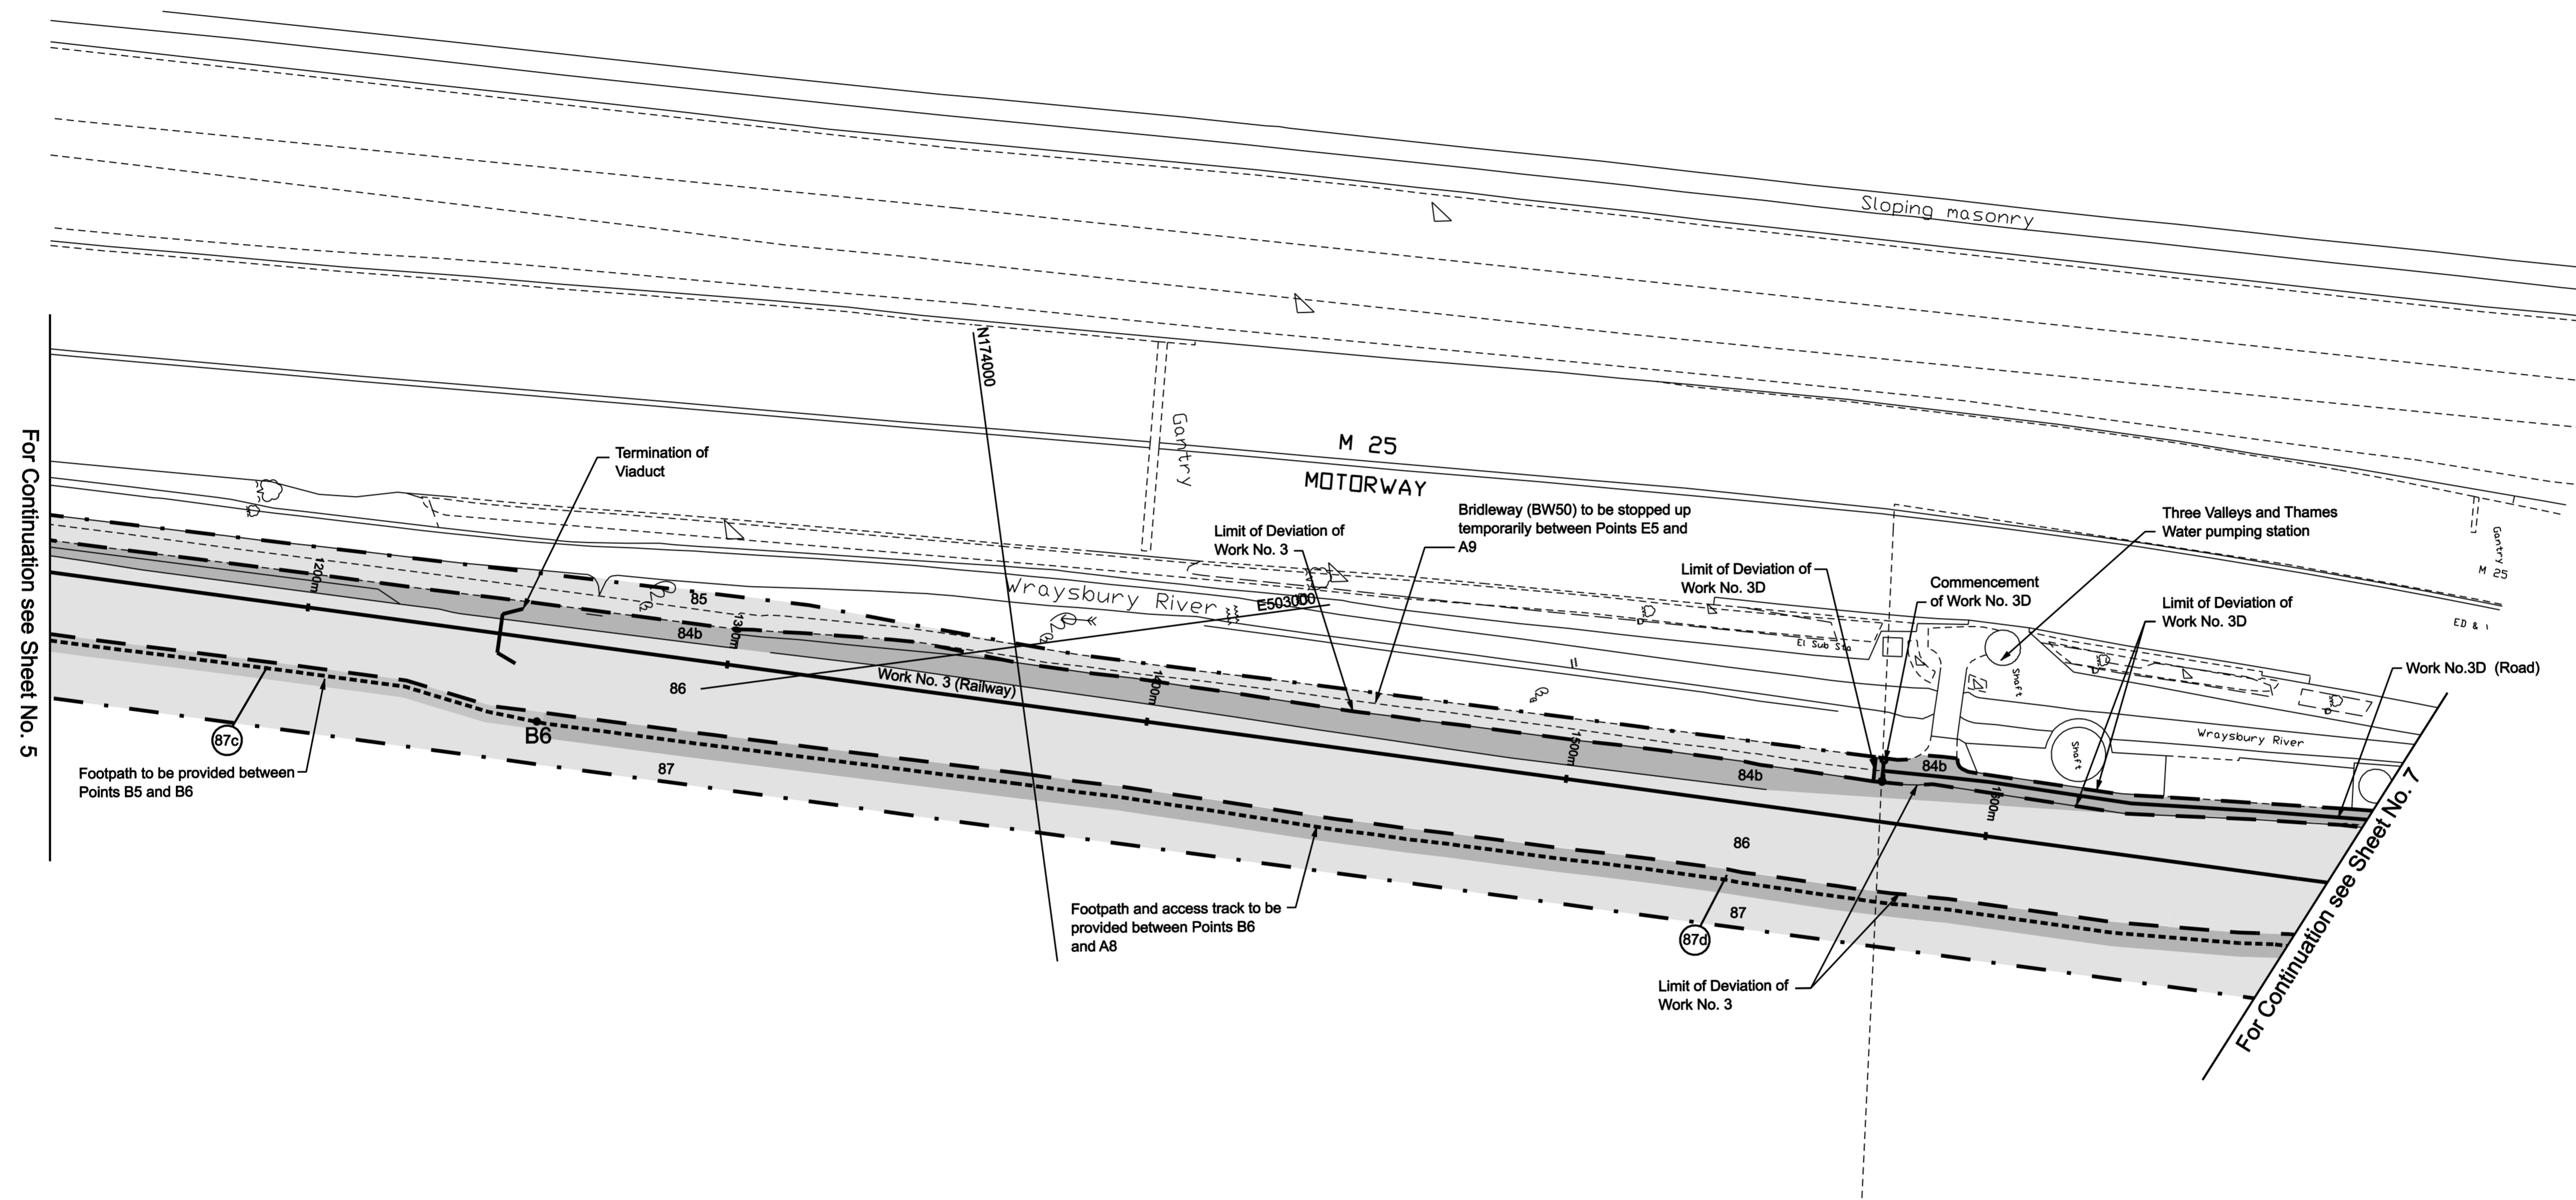 Sloping masonry
N174000
Gantry
M 25
MOTORWAY
For Continuation see Sheet No. 5
Termination of
Viaduct
Limit of Deviation of
Work No. 3
Bridleway (BW50) to be stopped up
temporarily between Points E5 and
A9
Three Valleys and Thames
Water pumping station
Gantry
M 25
Limit of Deviation of
Work No. 3D
Commencement
of Work No. 3D
Limit of Deviation of
Work No. 3D
ED & 1
1200m
85
Wraysbury River
E503000
El Sub Sta
Shaft
Work No.3D (Road)
84b
1300m
86
Work No. 3 (Railway)
1400m
1500m
84b
84b
Shaft
Wraysbury River
1600m
87c
B6
87
Footpath to be provided between
Points B5 and B6
86
87
87d
Footpath and access track to be
provided between Points B6
and A8
Limit of Deviation of
Work No. 3
For Continuation see Sheet No. 7